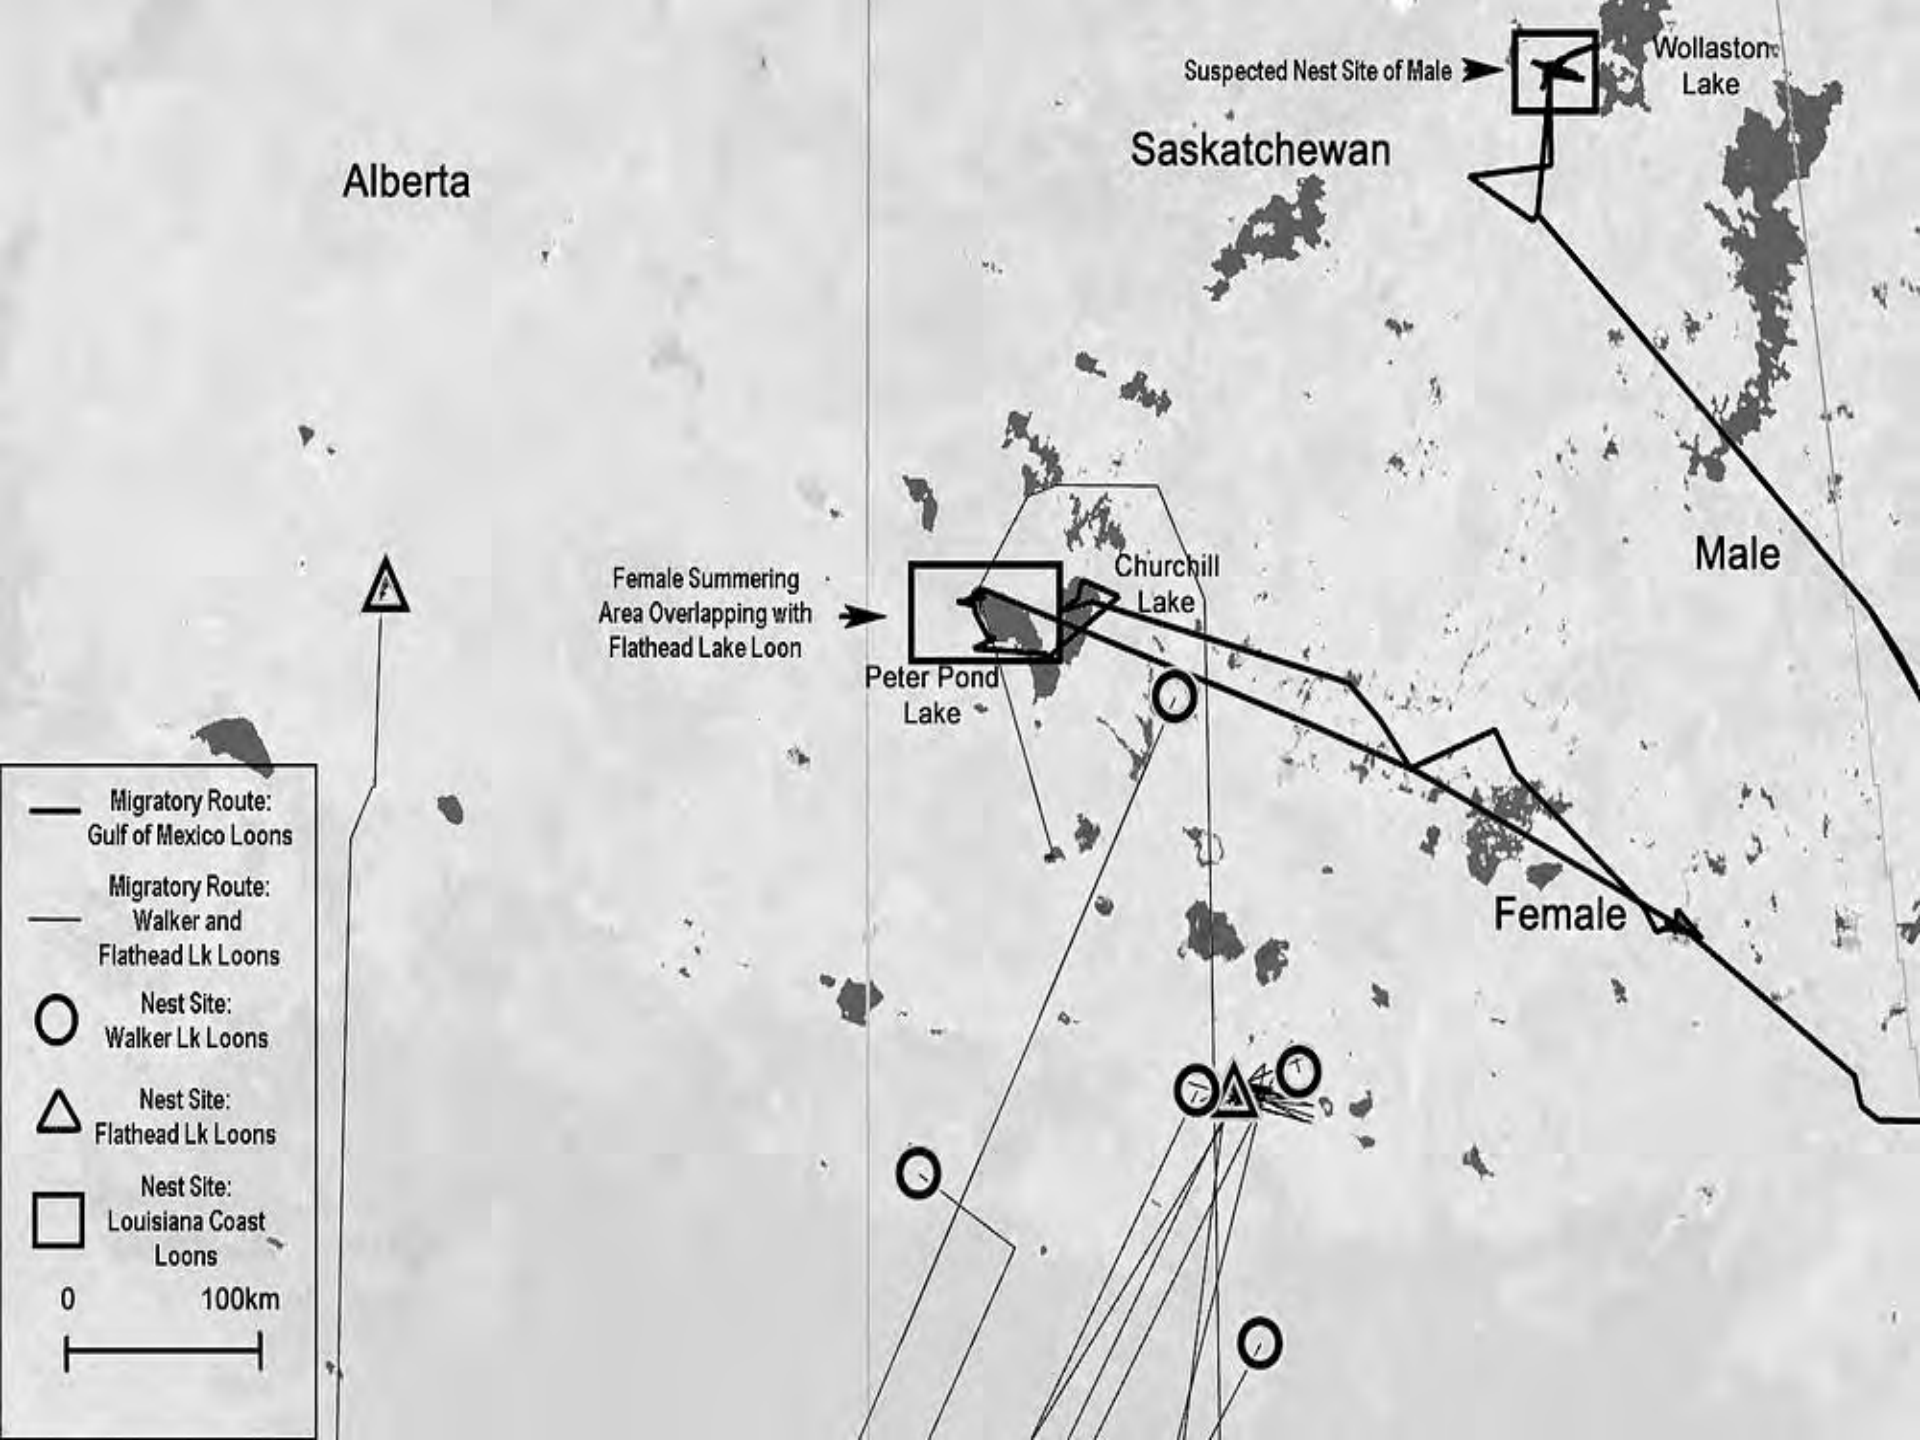 Suspected Nest Site of Male
Wollaston
Lake
Saskatchewan
Alberta
Male
Churchill
Lake
Female Summering
Area Overlapping with
Flathead Lake Loon
Peter Pond
Lake
Female
Migratory Route:
Gulf of Mexico Loons
Migratory Route:
Walker and
Flathead Lk Loons
Nest Site:
Walker Lk Loons
Nest Site:
Flathead Lk Loons
Nest Site:
Louisiana Coast
Loons
0 100km